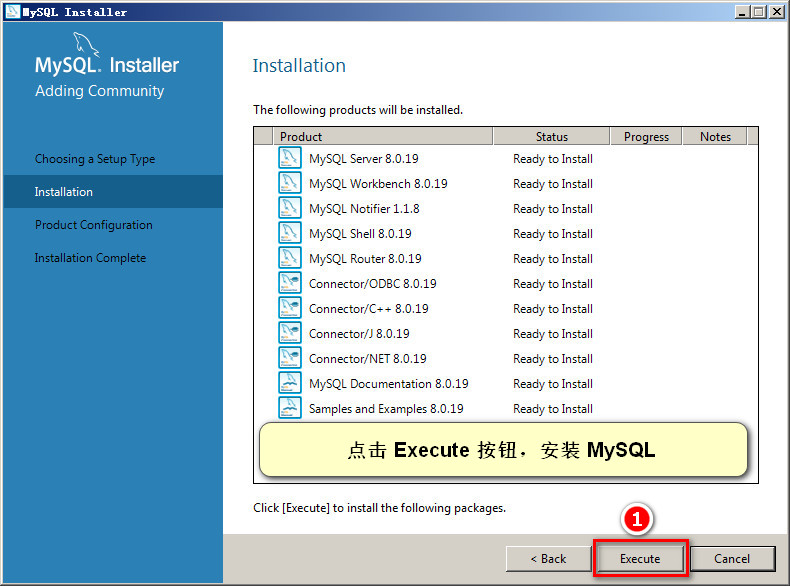 MySQL Installer
MySQL. Installer
Adding Community
Choosing a Setup Type
Installation
Product Configuration
Installation Complete
Installation
The following products will be installed.
Product Status Progress Notes
MySQL Server 8.0.19 Ready to Install
MySQL Workbench 8.0.19 Ready to Install
MySQL Notifier 1.1.8 Ready to Install
MySQL Shell 8.0.19 Ready to Install
MySQL Router 8.0.19 Ready to Install
Connector/ODBC 8.0.19 Ready to Install
Connector/C++ 8.0.19 Ready to Install
Connector/J 8.0.19 Ready to Install
Connector/NET 8.0.19 Ready to Install
MySQL Documentation 8.0.19 Ready to Install
Samples and Examples 8.0.19 Ready to Install
点击 Execute 按钮，安装 MySQL
Click [Execute] to install the following packages.
1
< Back Execute Cancel